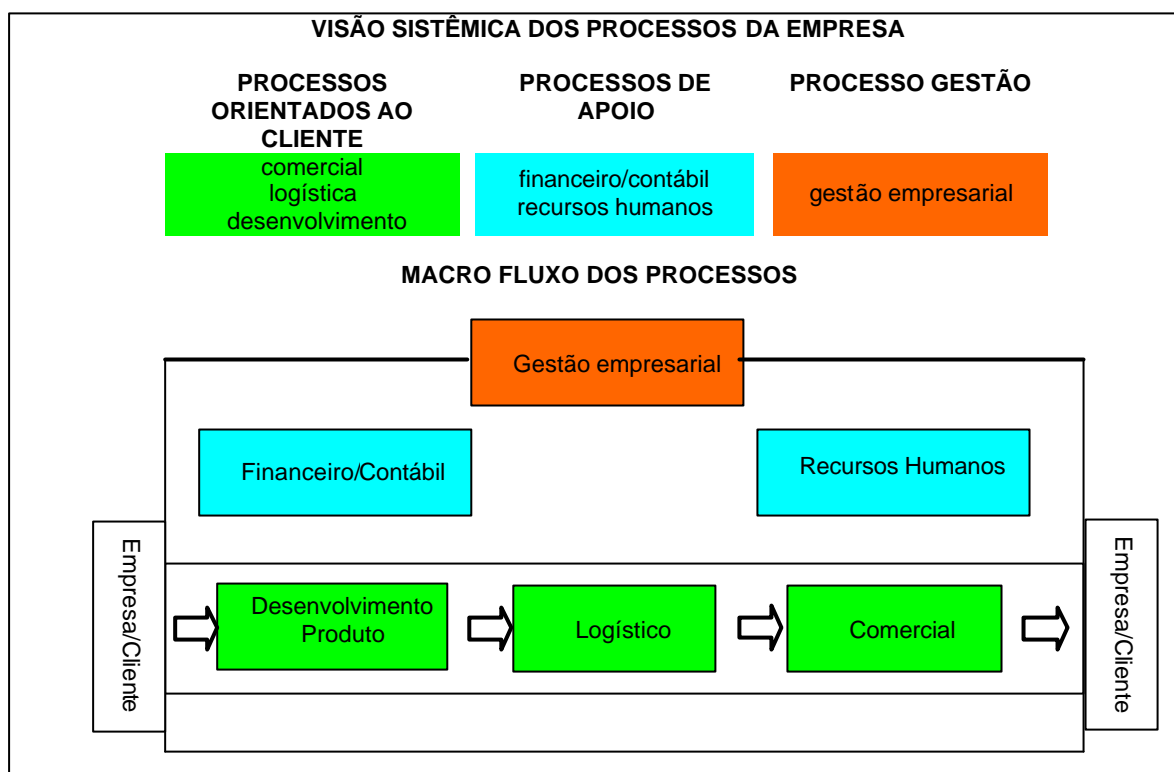 VISÃO SISTÊMICA DOS PROCESSOS DA EMPRESA
PROCESSOS
ORIENTADOS AO
CLIENTE
PROCESSOS DE
APOIO
PROCESSO GESTÃO
comercial
logística
desenvolvimento
financeiro/contábil
recursos humanos
gestão empresarial
MACRO FLUXO DOS PROCESSOS
Gestão empresarial
Financeiro/Contábil
Recursos Humanos
Empresa/Cliente
Desenvolvimento
Produto
Logístico
Comercial
Empresa/Cliente